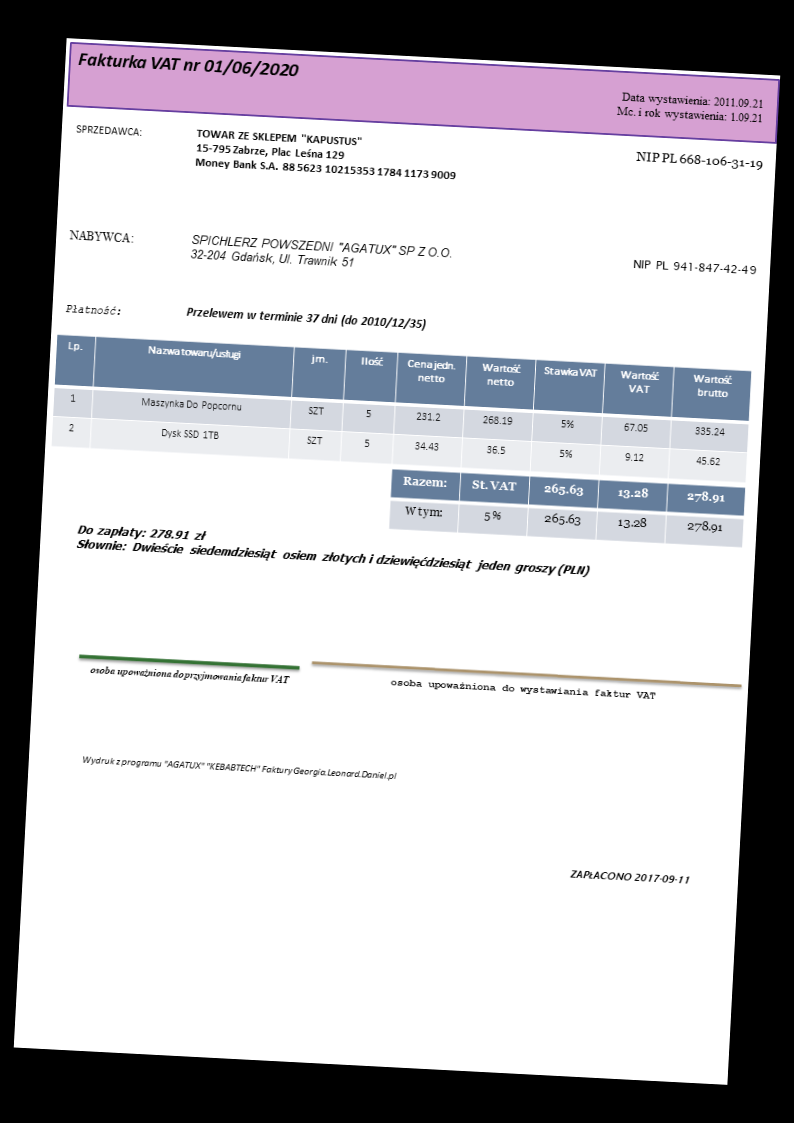 Fakturka VAT nr 01/06/2020
Data wystawienia: 2011.09.21
Mc. i rok wystawienia: 1.09.21
SPRZEDAWCA:
TOWAR ZE SKLEPEM "KAPUSTUS"
15-795 Zabrze, Plac Leśna 129
Money Bank S.A. 88 5623 10215353 1784 1173 9009
NIP PL 668-106-31-19
NABYWCA:
SPICHLERZ POWSZEDNI "AGATUX" SP Z O.O.
32-204 Gdańsk, Ul. Trawnik 51
NIP PL 941-847-42-49
Płatność:
Przelewem w terminie 37 dni (do 2010/12/35)
Lp. Nazwa towaru/usługi jm. Ilość Cena jedn. netto Wartość netto Stawka VAT Wartość VAT Wartość brutto
1 Maszynka Do Popcornu SZT 5 231.2 268.19 5% 67.05 335.24
2 Dysk SSD 1TB SZT 5 34.43 36.5 5% 9.12 45.62
Razem: St. VAT 265.63 13.28 278.91
W tym: 5% 265.63 13.28 278.91
Do zapłaty: 278.91 zł
Słownie: Dwieście siedemdziesiąt osiem złotych i dziewięćdziesiąt jeden groszy (PLN)
osoba upoważniona do przyjmowania faktur VAT
osoba upoważniona do wystawiania faktur VAT
Wydruk z programu "AGATUX" "KEBABTECH" FakturyGeorgia.Leonard.Daniel.pl
ZAPŁACONO 2017-09-11